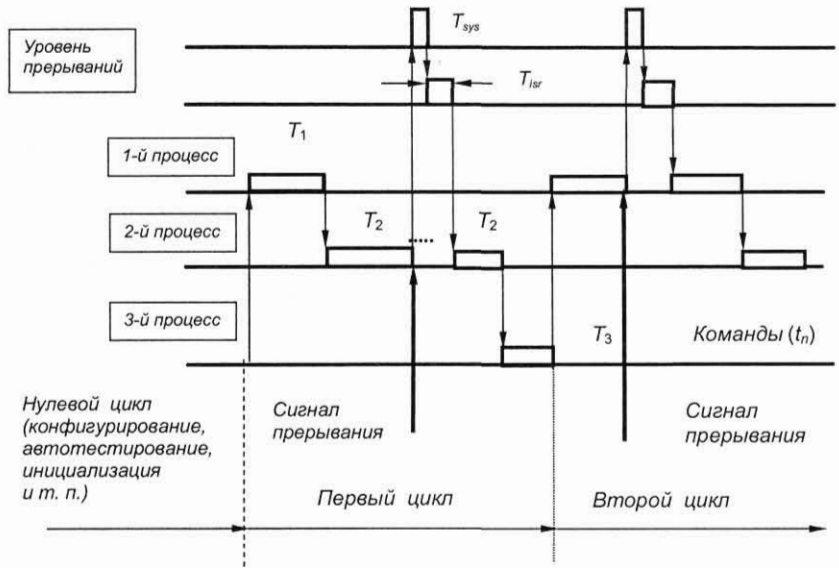 T_sys
Уровень
прерываний
T_isr
T_1
1-й процесс
T_2
T_2
2-й процесс
3-й процесс
T_3
Команды (t_n)
Нулевой цикл
(конфигурирование,
автотестирование,
инициализация
и т. п.)
Сигнал
прерывания
Сигнал
прерывания
Первый цикл
Второй цикл